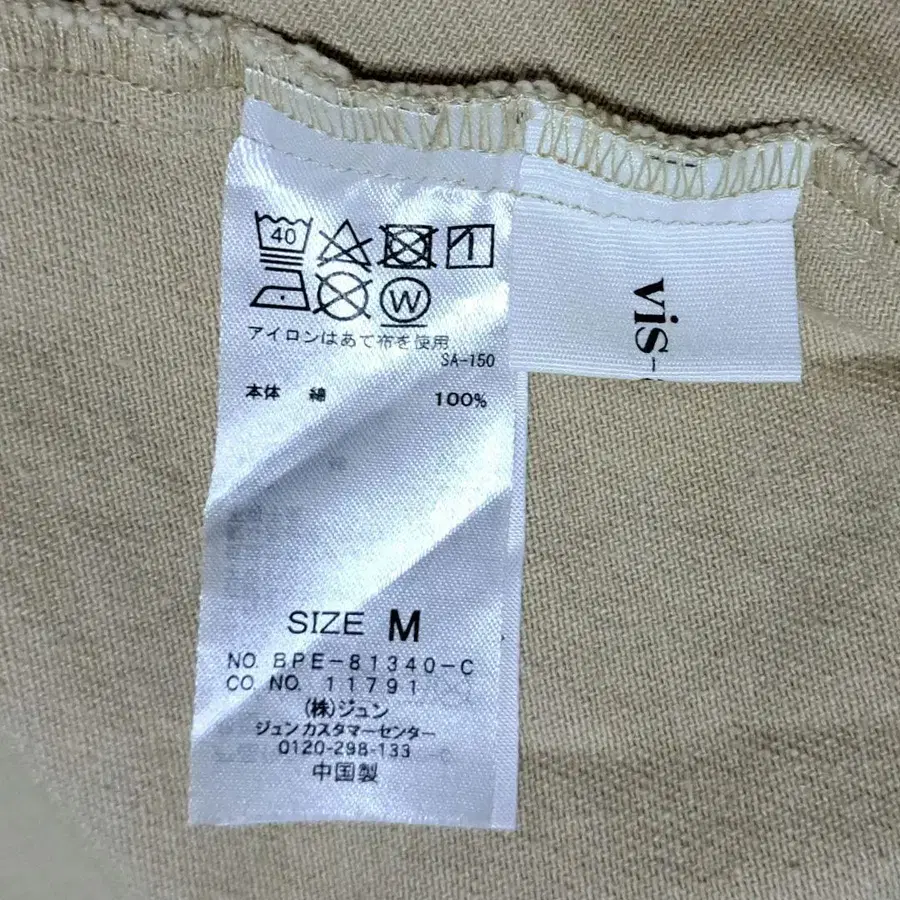 40
W
アイロンはあて布を使用
SA-150
本体 綿 100%
SIZE M
NO. BPE-81340-C
CO. NO. 11791
(株)ジュン
ジュンカスタマーセンター
0120-298-133
中国製
vis-